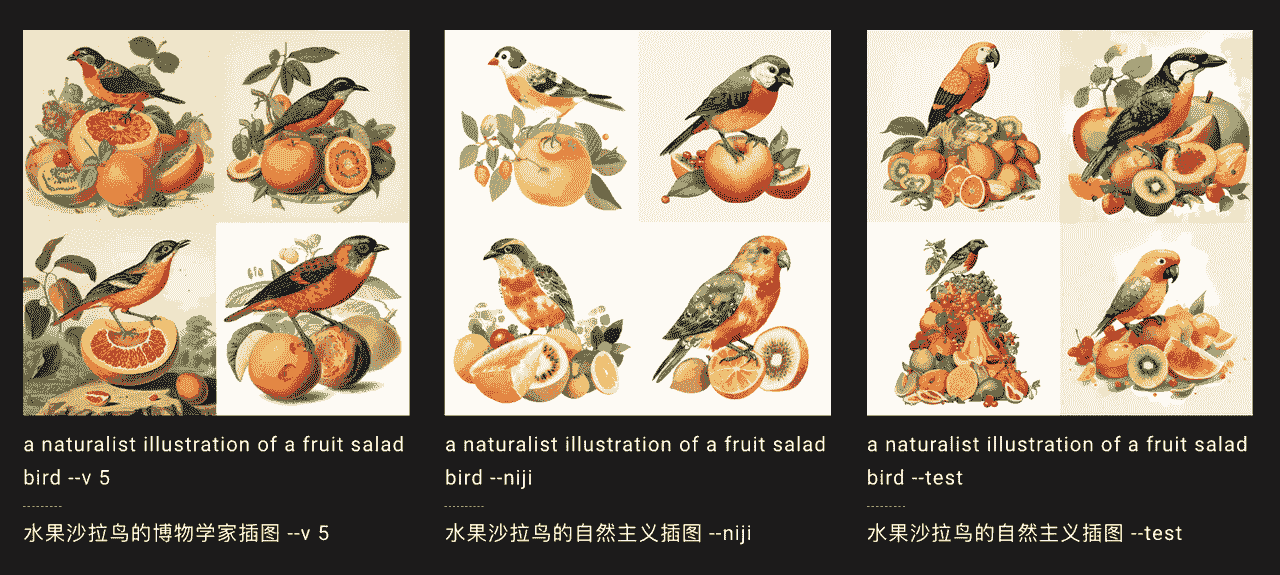 a naturalist illustration of a fruit salad
bird --v 5
水果沙拉鸟的博物学家插图 --v 5
a naturalist illustration of a fruit salad
bird --niji
水果沙拉鸟的自然主义插图 --niji
a naturalist illustration of a fruit salad
bird --test
水果沙拉鸟的自然主义插图 --test